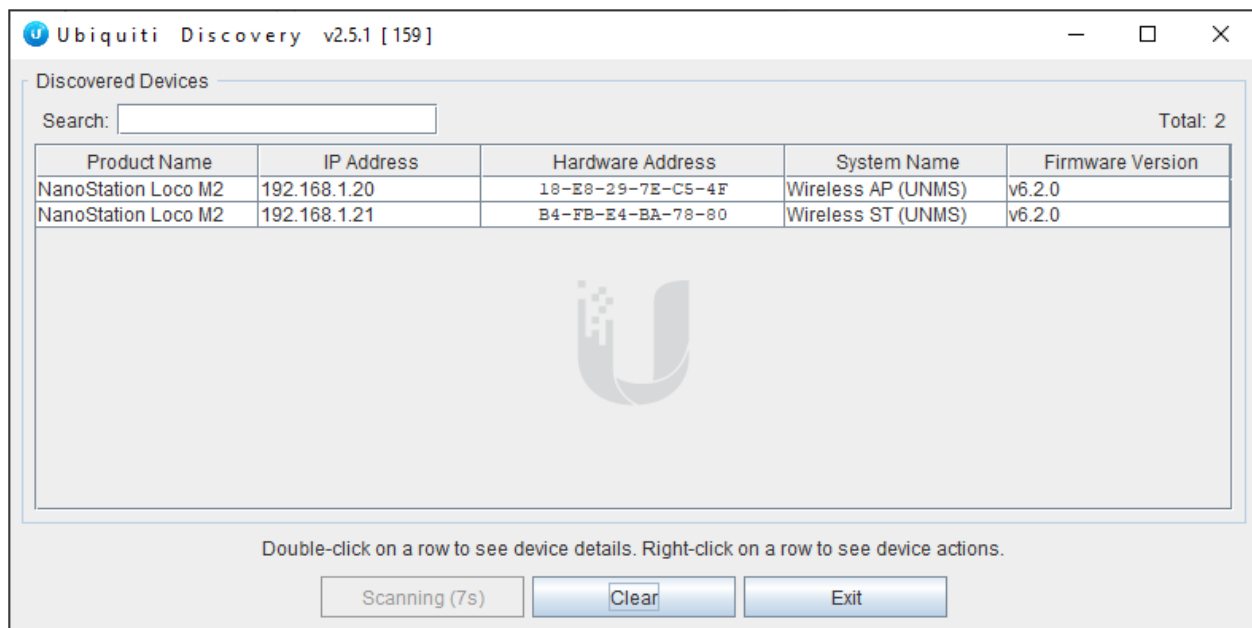 Ubiquiti Discovery v2.5.1 [ 159 ]
Discovered Devices
Search: Total: 2
Product Name IP Address Hardware Address System Name Firmware Version
NanoStation Loco M2 192.168.1.20 18-E8-29-7E-C5-4F Wireless AP (UNMS) v6.2.0
NanoStation Loco M2 192.168.1.21 B4-FB-E4-BA-78-80 Wireless ST (UNMS) v6.2.0
Double-click on a row to see device details. Right-click on a row to see device actions.
Scanning (7s) Clear Exit